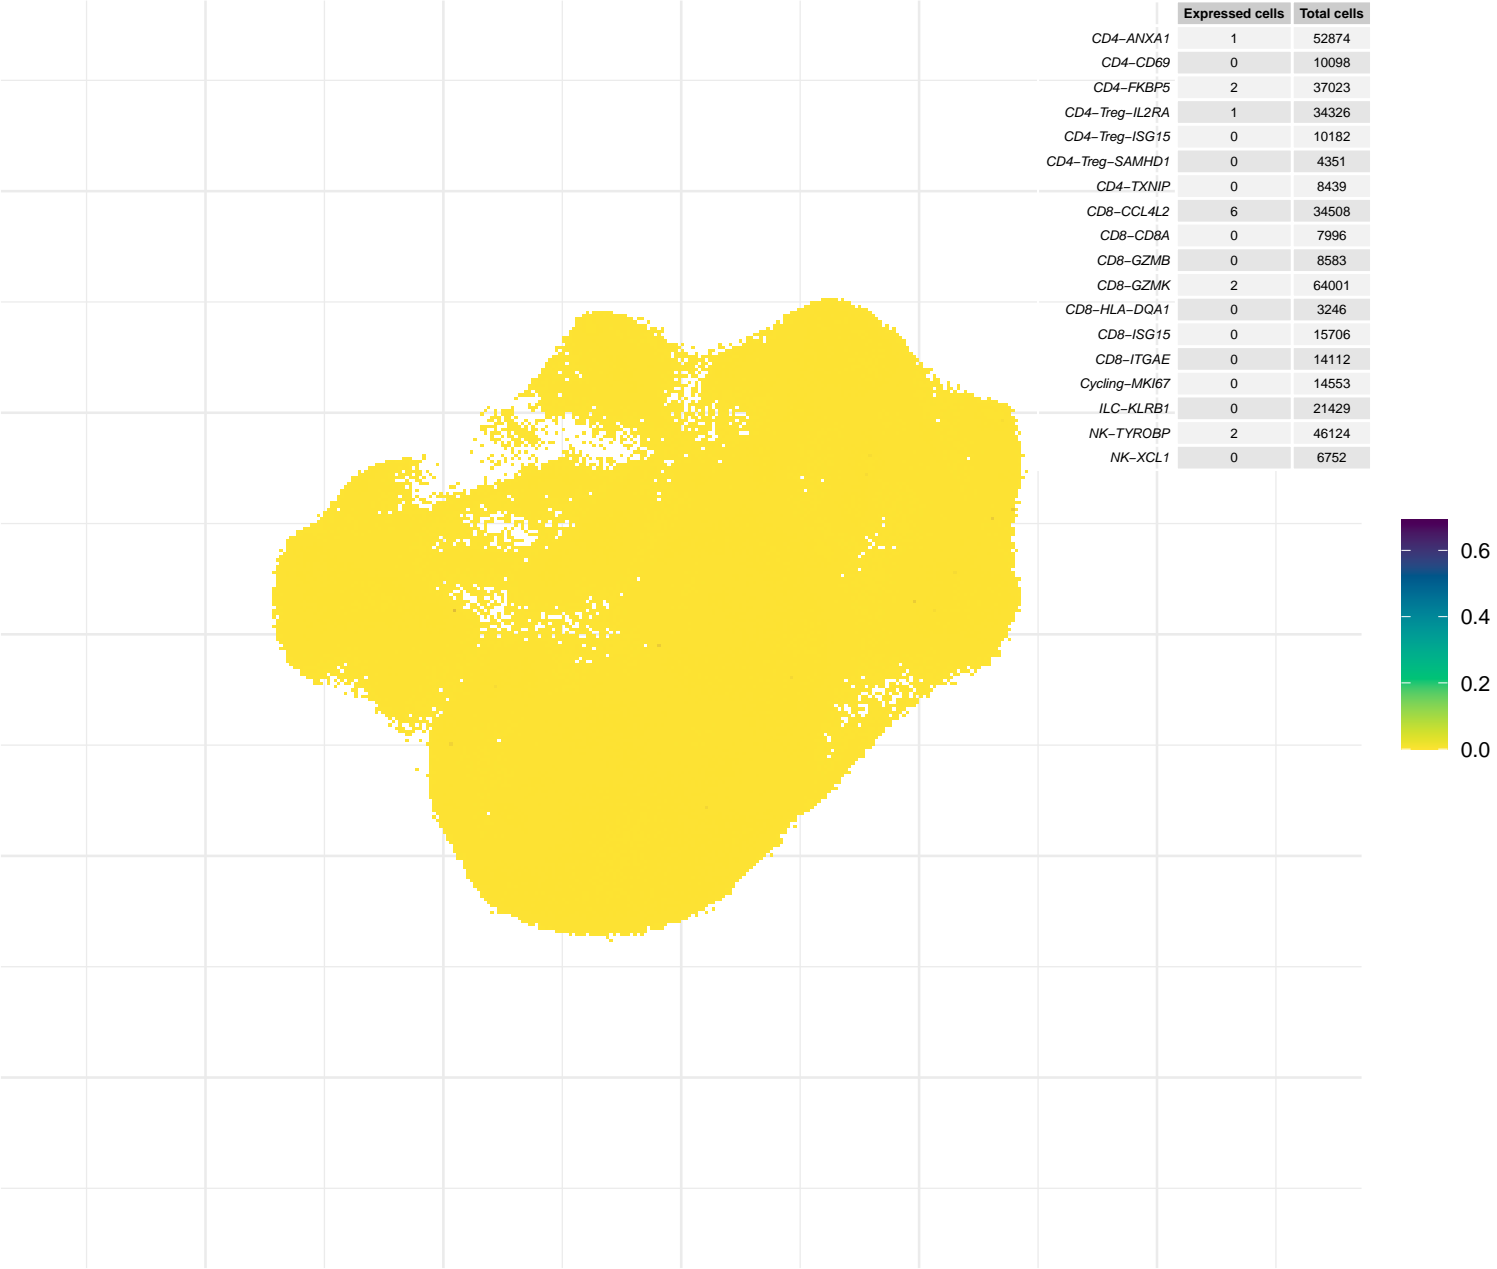 Expressed cells Total cells
CD4−ANXA1 1 52874
CD4−CD69 0 10098
CD4−FKBP5 2 37023
CD4−Treg−IL2RA 1 34326
CD4−Treg−ISG15 0 10182
CD4−Treg−SAMHD1 0 4351
CD4−TXNIP 0 8439
CD8−CCL4L2 6 34508
CD8−CD8A 0 7996
CD8−GZMB 0 8583
CD8−GZMK 2 64001
CD8−HLA−DQA1 0 3246
CD8−ISG15 0 15706
CD8−ITGAE 0 14112
Cycling−MKI67 0 14553
ILC−KLRB1 0 21429
NK−TYROBP 2 46124
NK−XCL1 0 6752
0.6
0.4
0.2
0.0